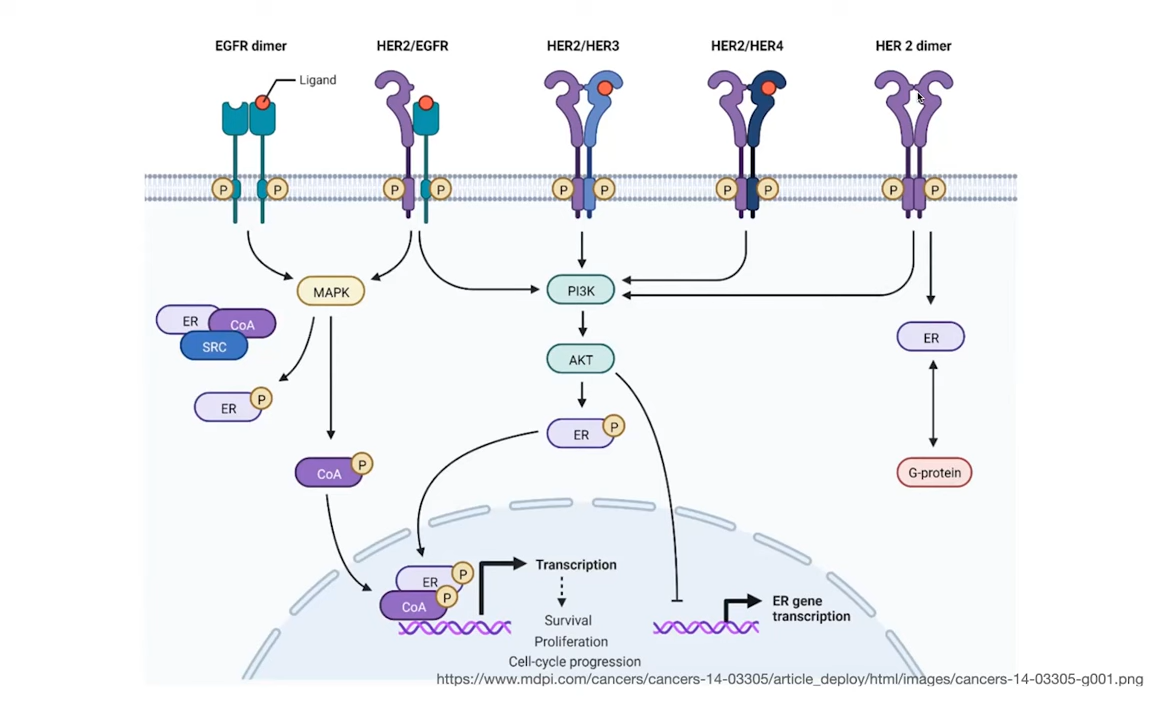 EGFR dimer
HER2/EGFR
HER2/HER3
HER2/HER4
HER 2 dimer
Ligand
P
P
P
P
P
P
P
P
P
P
MAPK
PI3K
ER
CoA
SRC
ER
AKT
ER
P
ER
P
CoA
P
G-protein
ER
P
CoA
P
ER
P
Transcription
Survival
Proliferation
Cell-cycle progression
ER gene
transcription
https://www.mdpi.com/cancers/cancers-14-03305/article_deploy/html/images/cancers-14-03305-g001.png